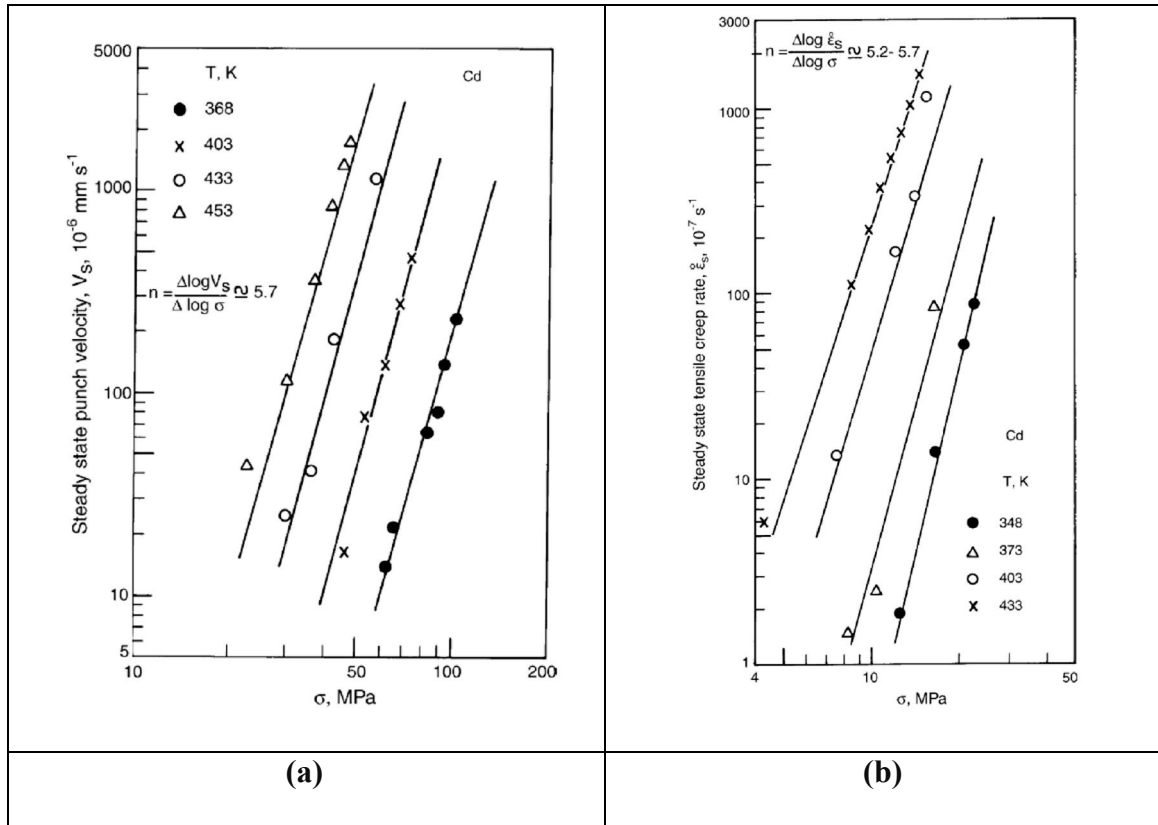 5000
1000
100
10
5
10
50
100
200
Steady state punch velocity, Vs, 10⁻⁶ mm s⁻¹
σ, MPa
T, K
Cd
368
403
433
453
n = ΔlogVs / Δ log σ ≅ 5.7
(a)
3000
1000
100
10
1
4
10
50
Steady state tensile creep rate, ε̊s, 10⁻⁷ s⁻¹
σ, MPa
n = Δlog ε̊s / Δlog σ ≅ 5.2- 5.7
Cd
T, K
348
373
403
433
(b)